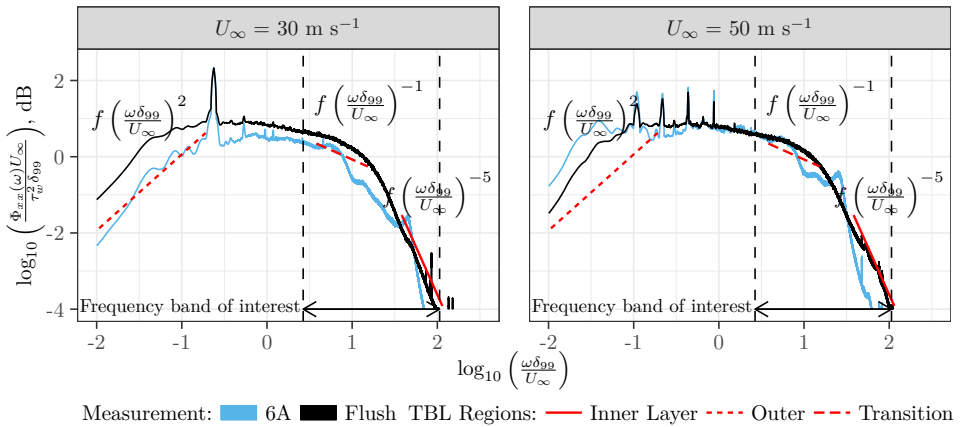 U∞ = 30 m s⁻¹
U∞ = 50 m s⁻¹
log₁₀ (Φₓₓ(ω)U∞ / τ_w² δ₉₉), dB
2
0
-2
-4
f (ωδ₉₉/U∞)²
f (ωδ₉₉/U∞)⁻¹
f (ωδ₉₉/U∞)⁻⁵
Frequency band of interest
f (ωδ₉₉/U∞)²
f (ωδ₉₉/U∞)⁻¹
f (ωδ₉₉/U∞)⁻⁵
Frequency band of interest
-2 -1 0 1 2
-2 -1 0 1 2
log₁₀ (ωδ₉₉/U∞)
Measurement: 6A Flush TBL Regions: Inner Layer Outer Transition